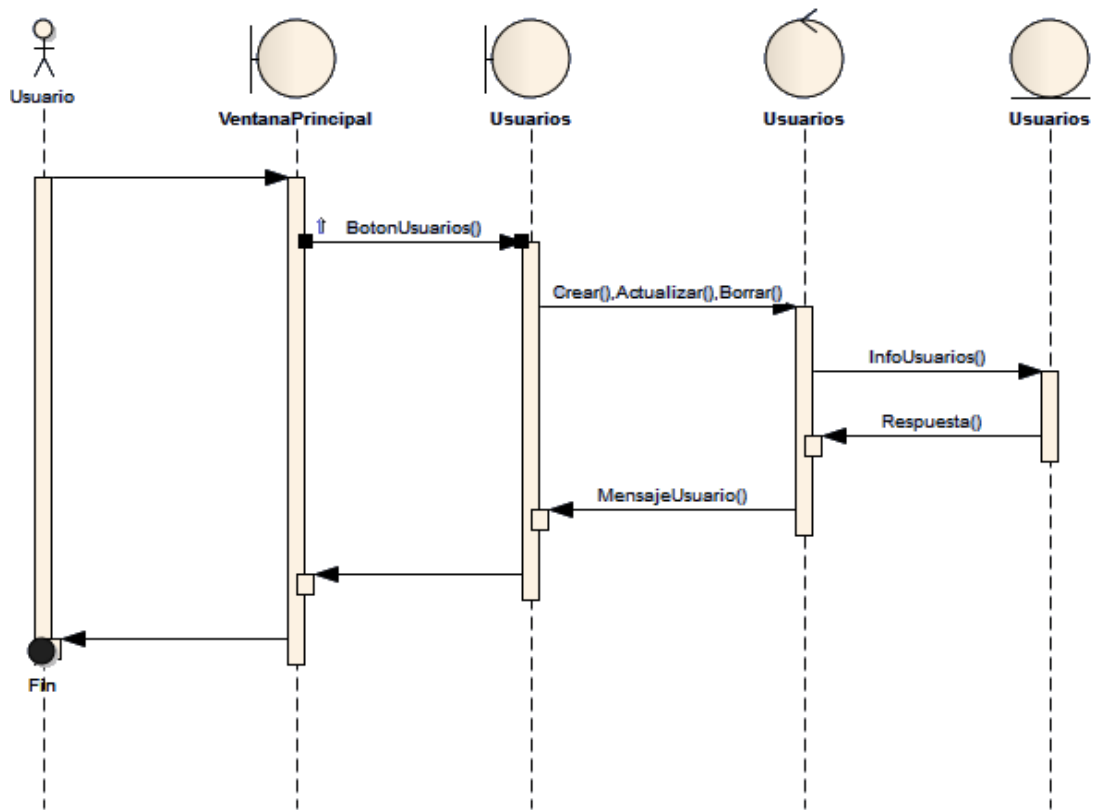 Usuario
VentanaPrincipal
Usuarios
Usuarios
Usuarios
⇑ BotonUsuarios()
Crear(),Actualizar(),Borrar()
InfoUsuarios()
Respuesta()
MensajeUsuario()
Fin